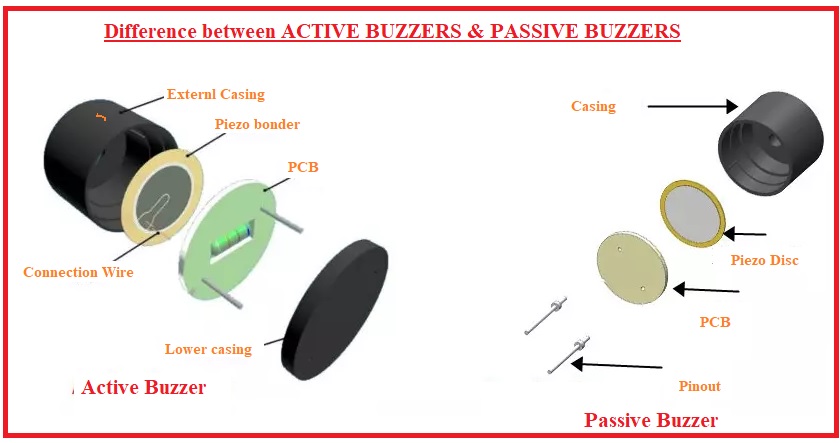 Difference between ACTIVE BUZZERS & PASSIVE BUZZERS
Externl Casing
Piezo bonder
PCB
Connection Wire
Lower casing
Active Buzzer
Casing
Piezo Disc
PCB
Pinout
Passive Buzzer